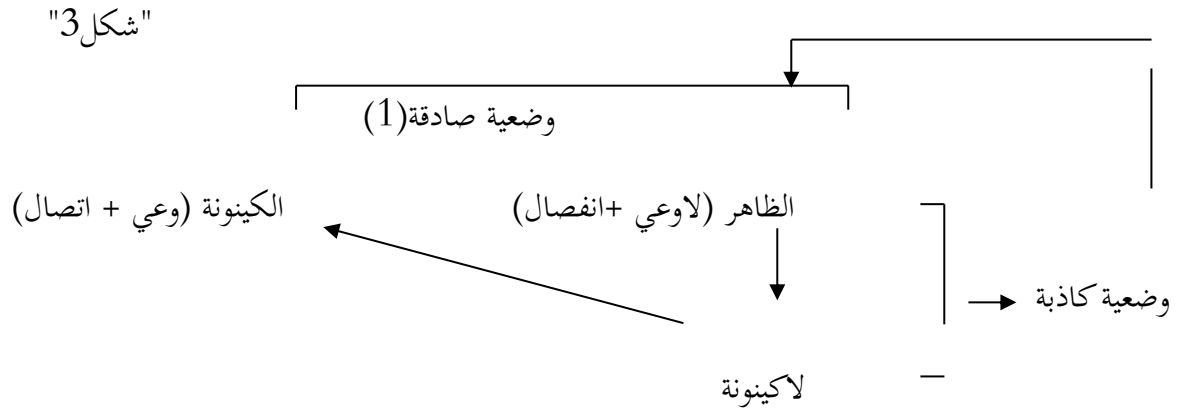 "شكل3"
وضعية صادقة(1)
الظاهر (لاوعي +انفصال)
الكينونة (وعي + اتصال)
وضعية كاذبة
لاكينونة